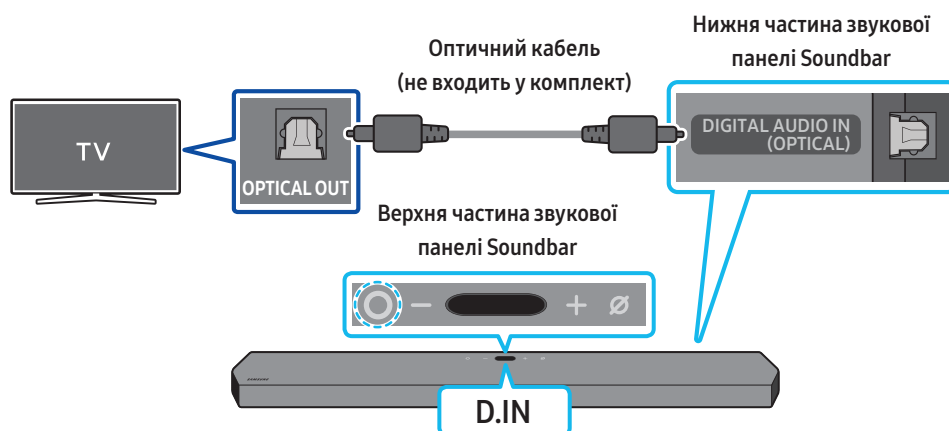 Нижня частина звукової
панелі Soundbar
Оптичний кабель
(не входить у комплект)
TV
OPTICAL OUT
DIGITAL AUDIO IN
(OPTICAL)
Верхня частина звукової
панелі Soundbar
D.IN